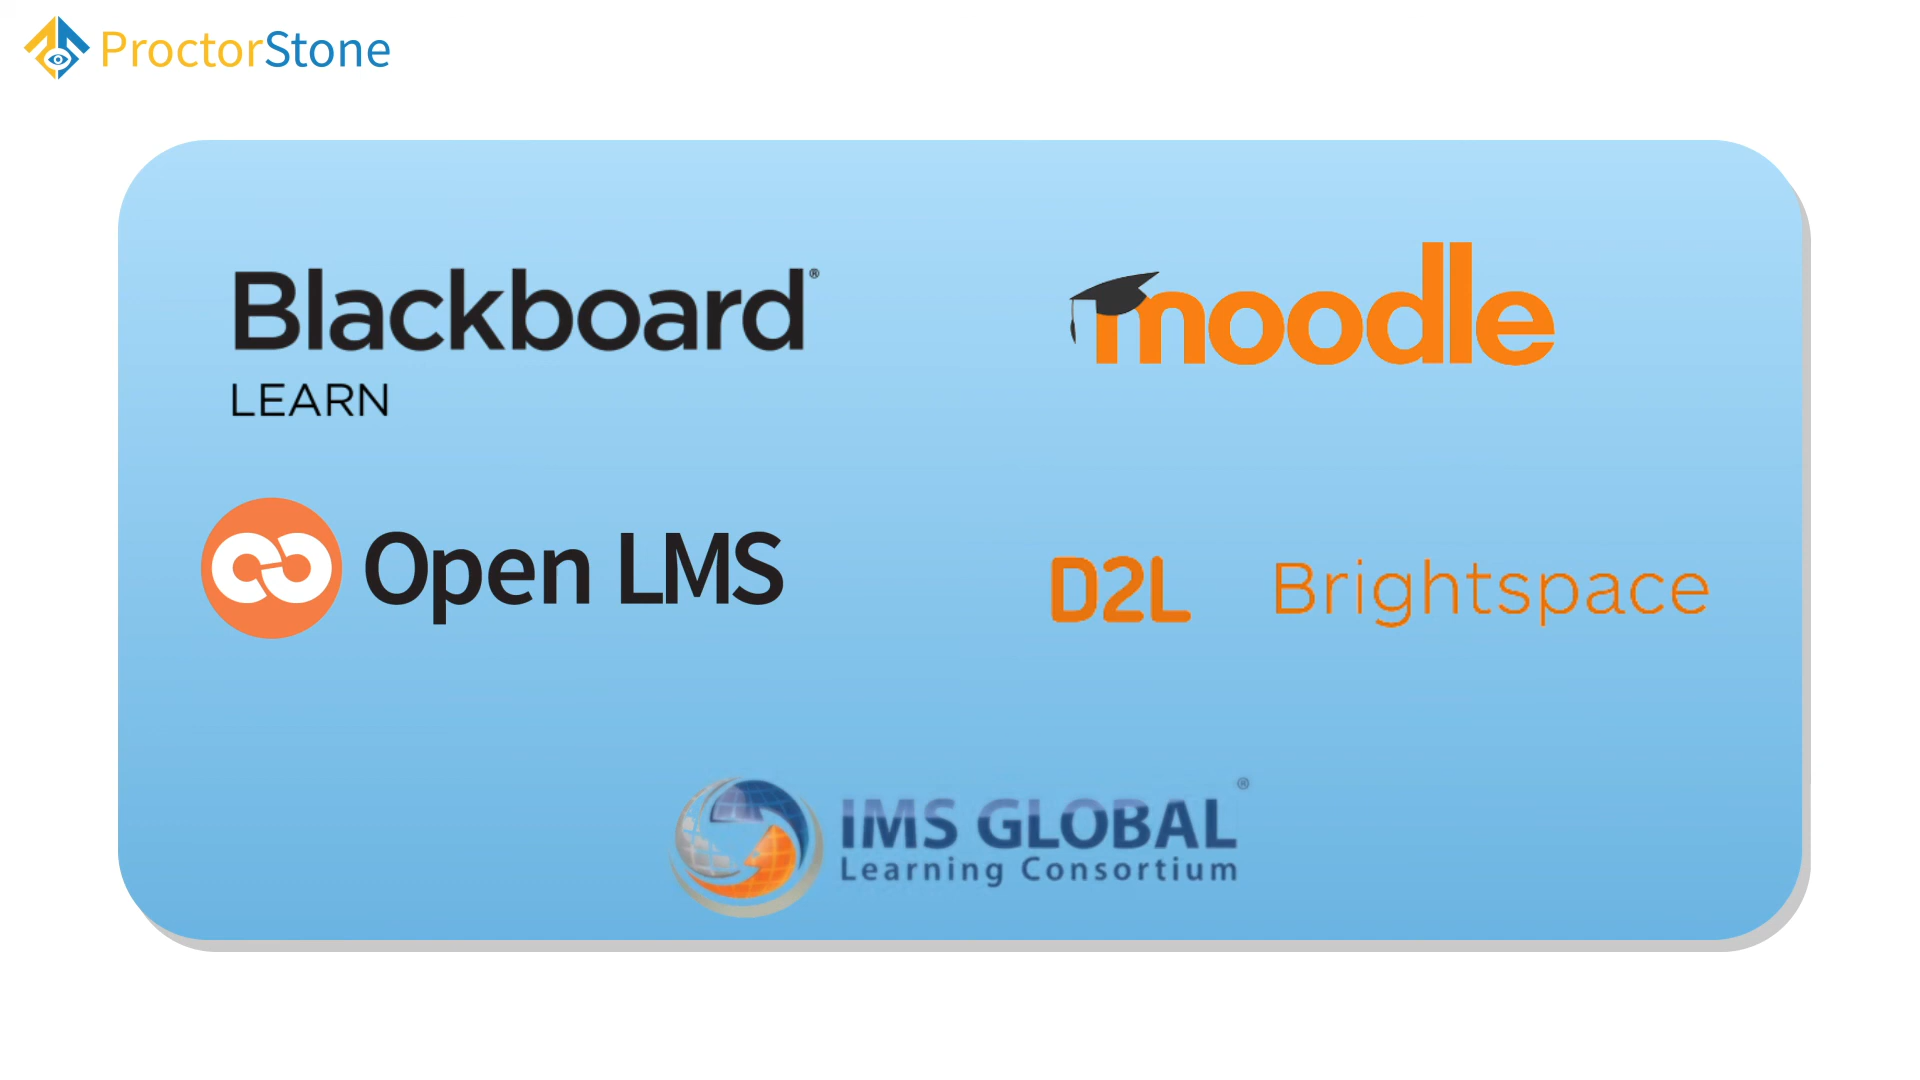 ProctorStone
Blackboard®
LEARN
moodle
Open LMS
D2L Brightspace
IMS GLOBAL®
Learning Consortium